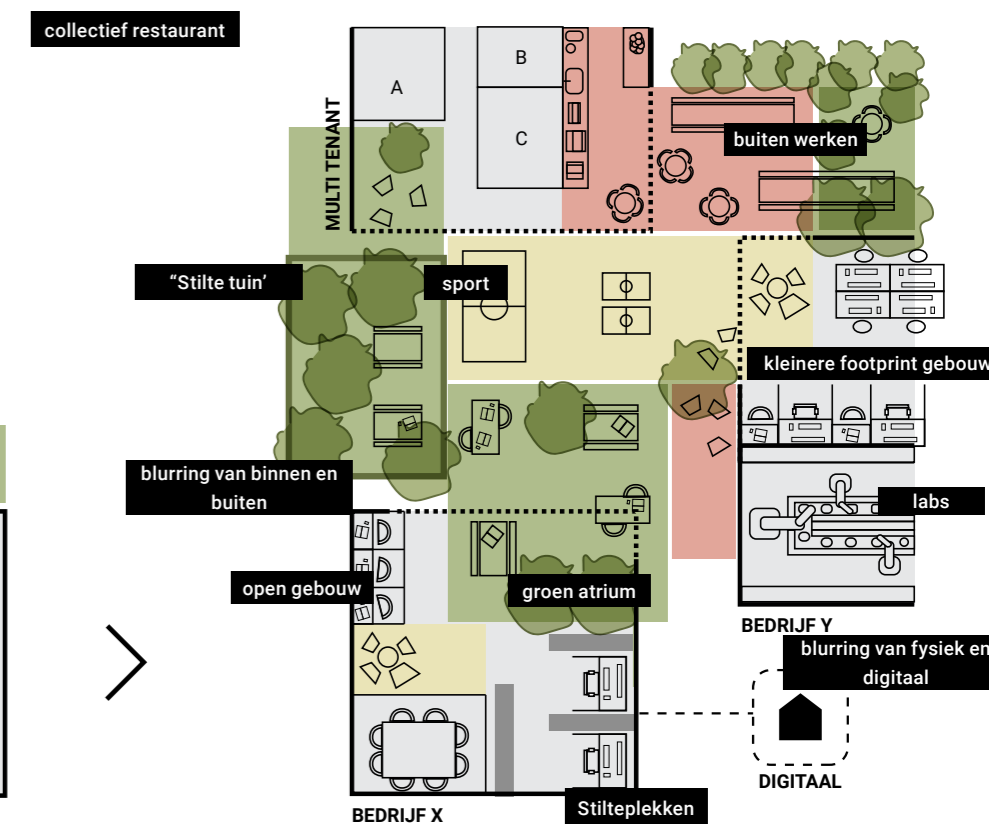 collectief restaurant
A
B
C
MULTI TENANT
buiten werken
“Stilte tuin’
sport
kleinere footprint gebouw
blurring van binnen en
buiten
labs
open gebouw
groen atrium
BEDRIJF Y
blurring van fysiek en
digitaal
DIGITAAL
Stilteplekken
BEDRIJF X